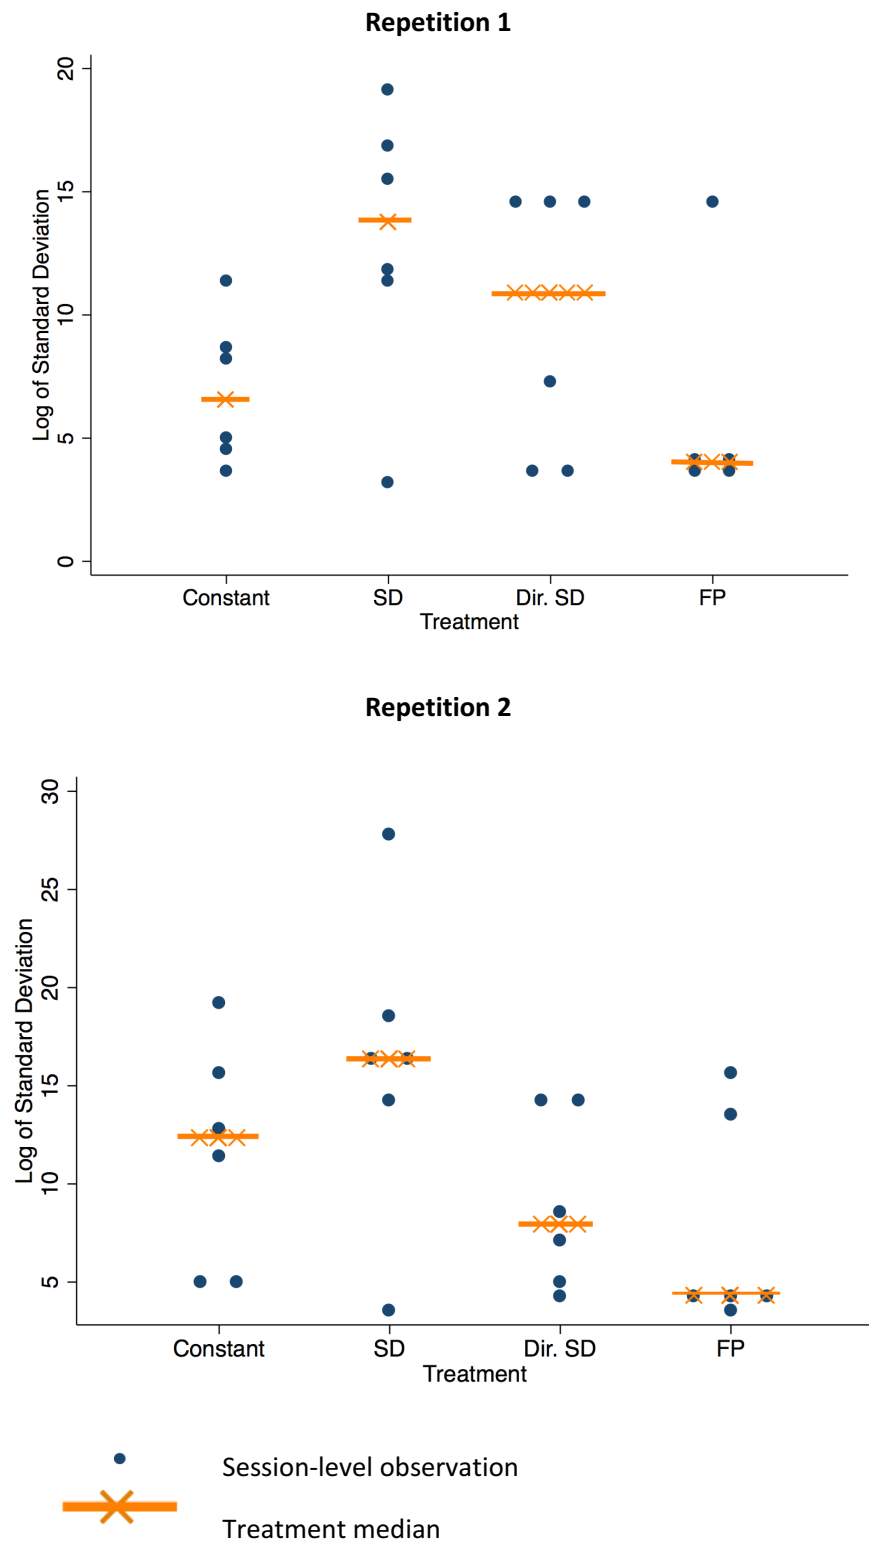 Repetition 1
20
15
10
5
0
Log of Standard Deviation
Constant SD Dir. SD FP
Treatment
Repetition 2
30
25
20
15
10
5
Log of Standard Deviation
Constant SD Dir. SD FP
Treatment
Session-level observation
Treatment median